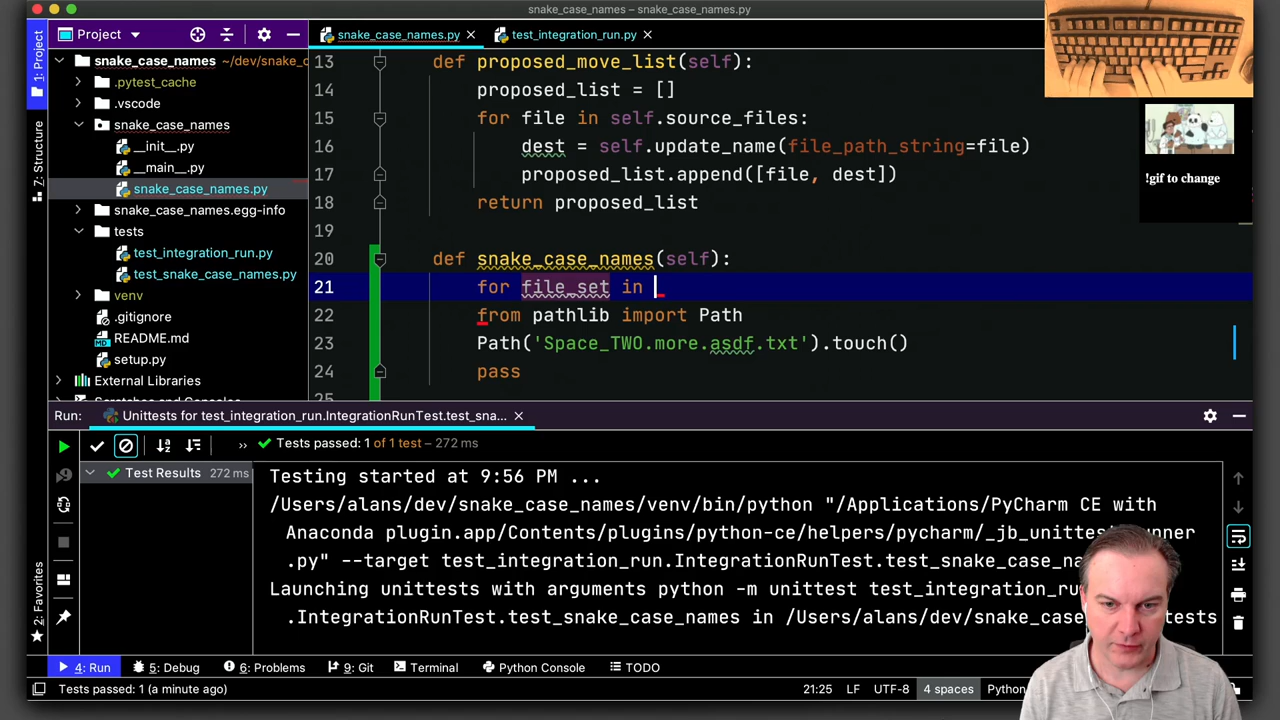 snake_case_names – snake_case_names.py
Project
snake_case_names.py
test_integration_run.py
1: Project
7: Structure
2: Favorites
snake_case_names ~/dev/snake_c
.pytest_cache
.vscode
snake_case_names
__init__.py
__main__.py
snake_case_names.py
snake_case_names.egg-info
tests
test_integration_run.py
test_snake_case_names.py
venv
.gitignore
README.md
setup.py
External Libraries
Scratches and Consoles
13 def proposed_move_list(self):
14 proposed_list = []
15 for file in self.source_files:
16 dest = self.update_name(file_path_string=file)
17 proposed_list.append([file, dest])
18 return proposed_list
19
20 def snake_case_names(self):
21 for file_set in
22 from pathlib import Path
23 Path('Space_TWO.more.asdf.txt').touch()
24 pass
25
!gif to change
Run: Unittests for test_integration_run.IntegrationRunTest.test_sna...
Tests passed: 1 of 1 test – 272 ms
Test Results 272 ms
Testing started at 9:56 PM ...
/Users/alans/dev/snake_case_names/venv/bin/python "/Applications/PyCharm CE with
Anaconda plugin.app/Contents/plugins/python-ce/helpers/pycharm/_jb_unittest_runner
.py" --target test_integration_run.IntegrationRunTest.test_snake_case_na
Launching unittests with arguments python -m unittest test_integration_ru
.IntegrationRunTest.test_snake_case_names in /Users/alans/dev/snake_c tests
4: Run
5: Debug
6: Problems
9: Git
Terminal
Python Console
TODO
Tests passed: 1 (a minute ago)
21:25 LF UTF-8 4 spaces Python